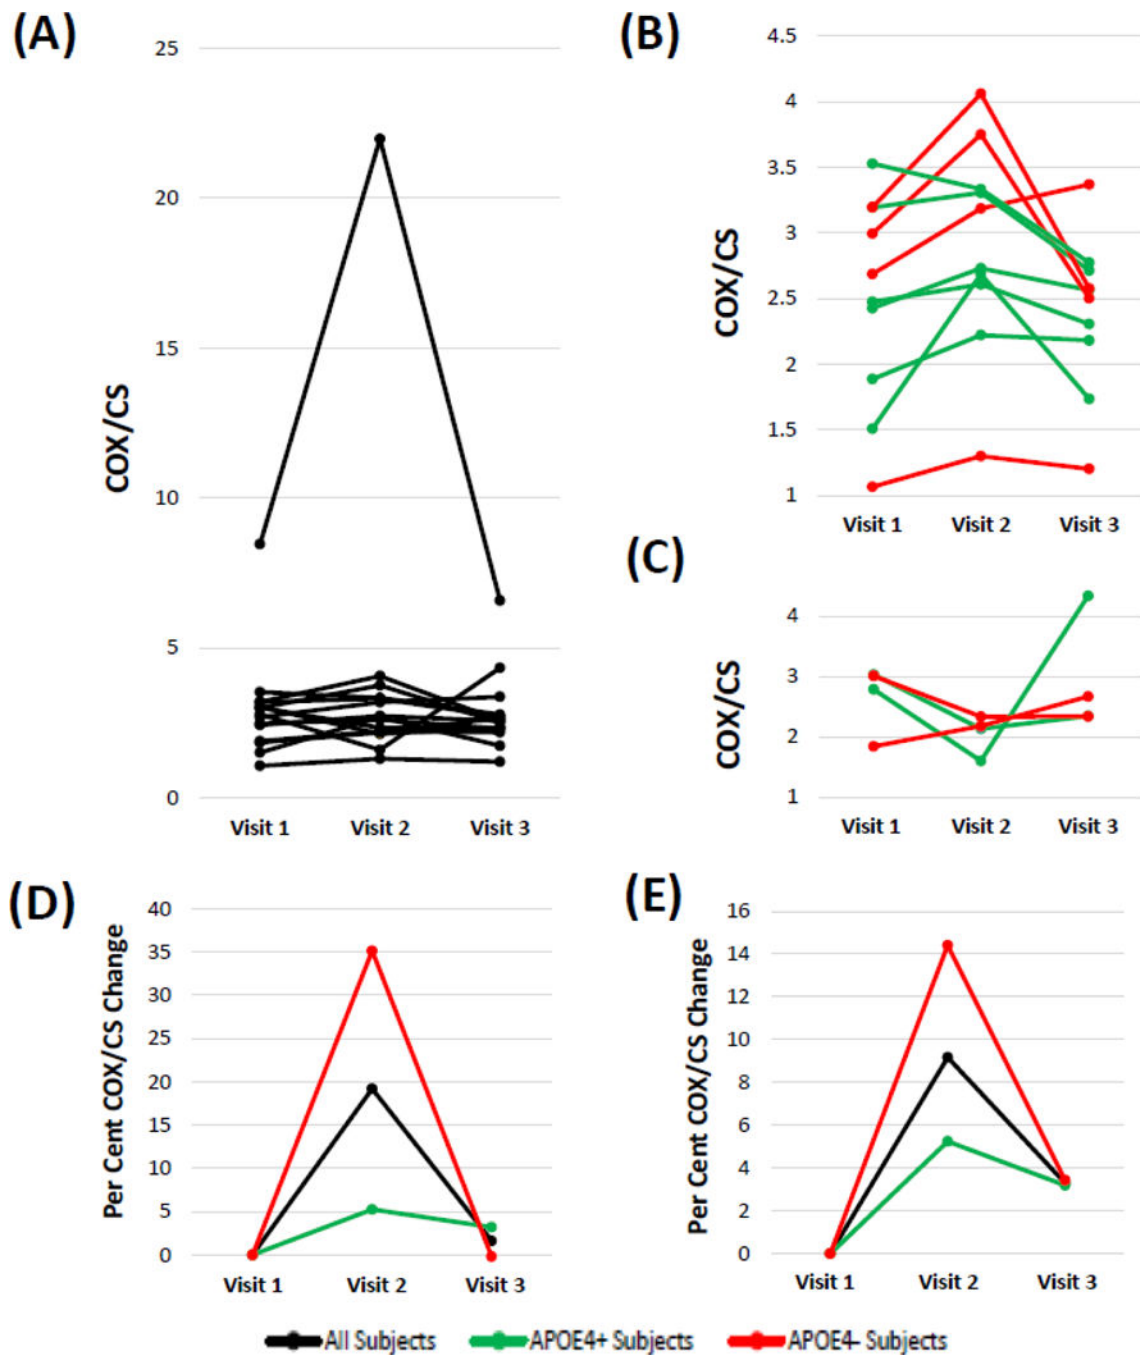 (A)
25
20
15
10
5
0
COX/CS
Visit 1 Visit 2 Visit 3
(B)
4.5
4
3.5
3
2.5
2
1.5
1
COX/CS
Visit 1 Visit 2 Visit 3
(C)
4
3
2
1
COX/CS
Visit 1 Visit 2 Visit 3
(D)
40
35
30
25
20
15
10
5
0
Per Cent COX/CS Change
Visit 1 Visit 2 Visit 3
(E)
16
14
12
10
8
6
4
2
0
Per Cent COX/CS Change
Visit 1 Visit 2 Visit 3
All Subjects APOE4+ Subjects APOE4- Subjects